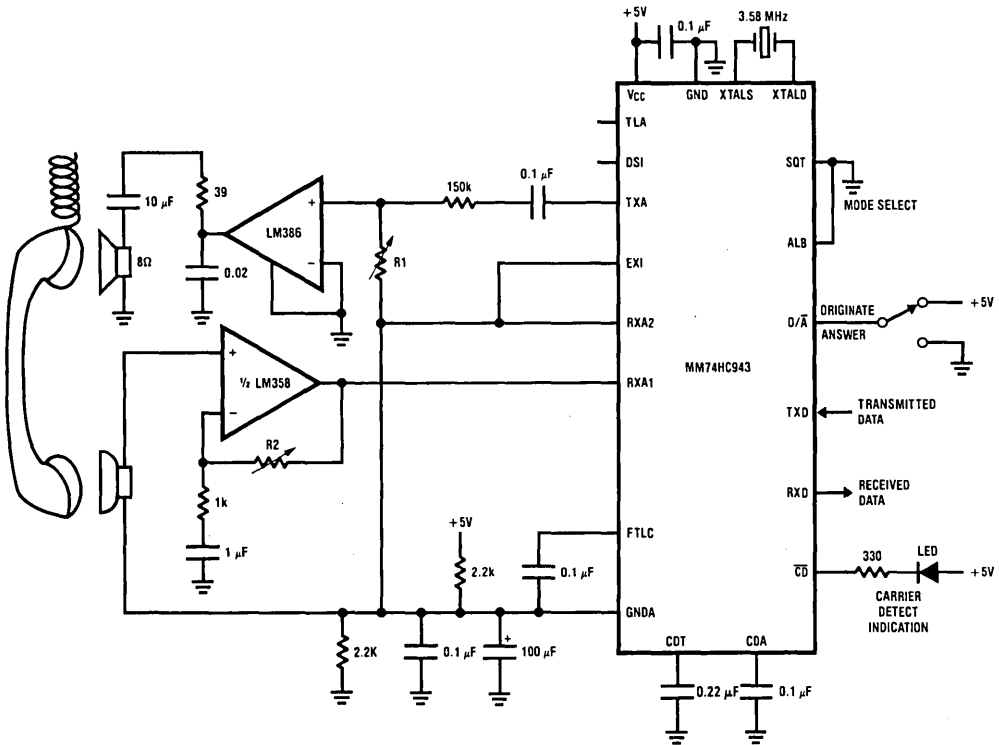 +5V
0.1 µF
3.58 MHz
VCC
GND
XTALS
XTALD
TLA
DSI
SQT
MODE SELECT
39
10 µF
0.1 µF
150k
TXA
+
LM386
−
8Ω
0.02
R1
ALB
EXI
RXA2
O/A̅
ORIGINATE
ANSWER
+5V
+
½ LM358
−
RXA1
MM74HC943
R2
TXD
TRANSMITTED
DATA
1k
RXD
RECEIVED
DATA
1 µF
+5V
2.2k
FTLC
0.1 µF
C̅D̅
330
LED
+5V
CARRIER
DETECT
INDICATION
GNDA
2.2K
0.1 µF
+
100 µF
CDT
CDA
0.22 µF
0.1 µF